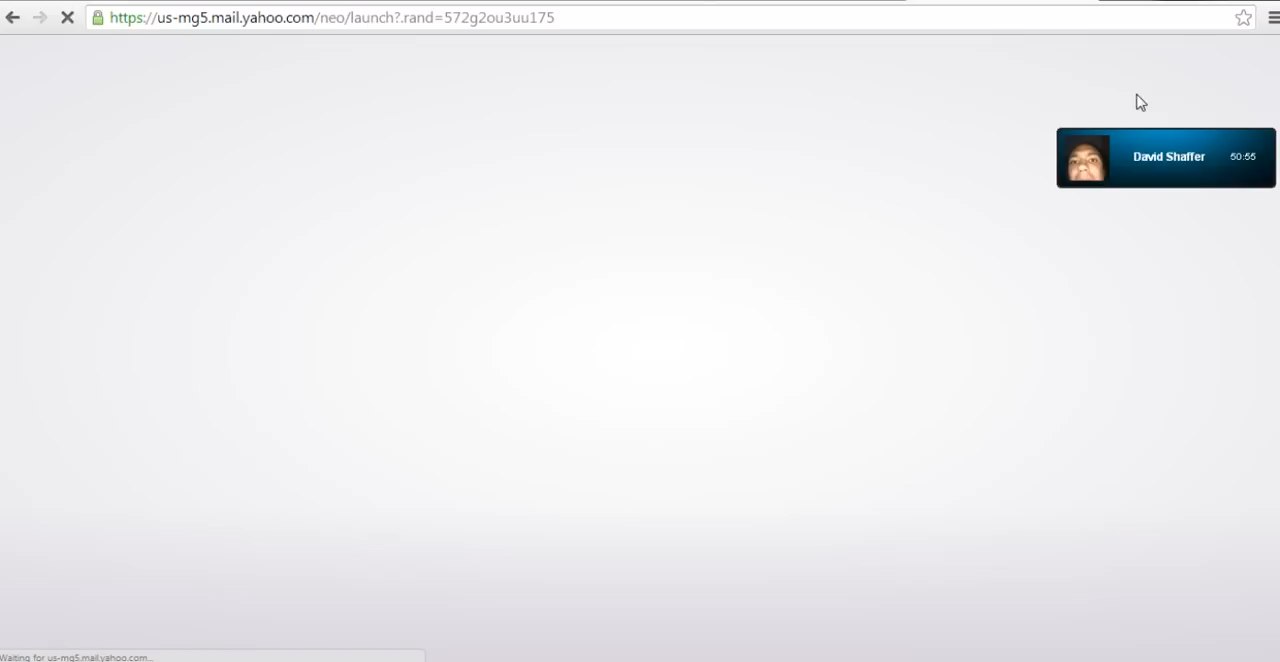 https://us-mg5.mail.yahoo.com/neo/launch?.rand=572g2ou3uu175
David Shaffer 50:55
Waiting for us-mg5.mail.yahoo.com...